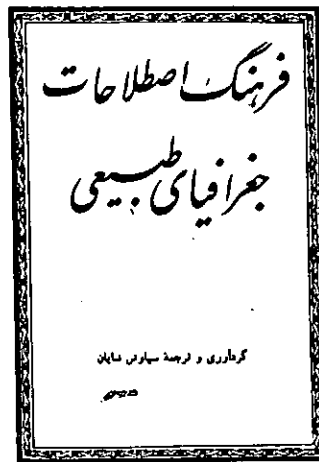 فرهنگ اصطلاحات
جغرافیای طبیعی
گردآوری و ترجمهٔ سیاوش شایان